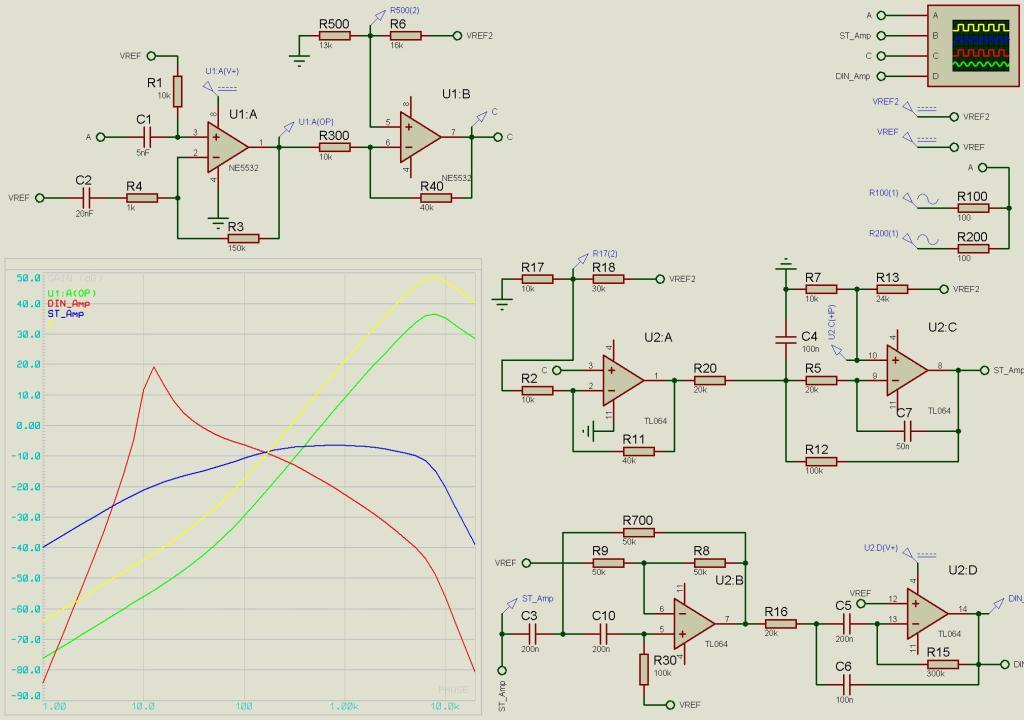 R500
13k
R500(2)
R6
16k
VREF2
VREF
R1
10k
U1:A(V+)
U1:A
8
3
2
1
4
NE5532
A
C1
5nF
VREF
C2
20nF
R4
1k
R3
150k
U1:A(OP)
R300
10k
U1:B
8
5
6
7
4
NE5532
C
C
R40
40k
A
ST_Amp
C
DIN_Amp
A
B
C
D
VREF2
VREF2
VREF
VREF
A
R100(1)
R100
100
R200(1)
R200
100
GAIN (dB)
U1:A(OP)
DIN_Amp
ST_Amp
50.0
40.0
30.0
20.0
10.0
0.00
-10.0
-20.0
-30.0
-40.0
-50.0
-60.0
-70.0
-80.0
-90.0
PHASE
1.00
10.0
100
1.00k
10.0k
R17
10k
R17(2)
R18
30k
VREF2
U2:A
C
4
3
2
1
11
TL064
R2
10k
R11
40k
R20
20k
R7
10k
R13
24k
VREF2
U2:C(+IP)
C4
100n
R5
20k
U2:C
4
10
9
8
11
TL064
ST_Amp
C7
50n
R12
100k
R700
50k
VREF
R9
50k
R8
50k
U2:B
11
6
5
7
4
TL064
ST_Amp
C3
200n
C10
200n
R30
100k
VREF
ST_Amp
R16
20k
U2:D(V+)
U2:D
VREF
4
12
13
14
11
TL064
C5
200n
R15
300k
C6
100n
DIN_
DIN